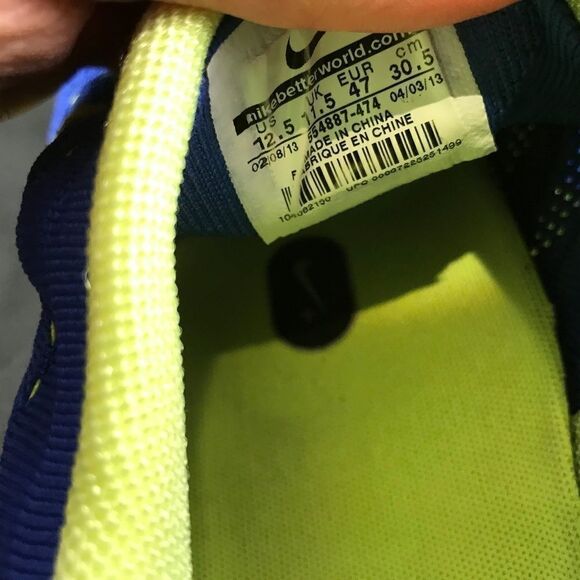 nikebetterworld.com
US UK EUR cm
12.5 11.5 47 30.5
02/08/13 554887-474 04/03/13
MADE IN CHINA
FABRIQUE EN CHINE
UPC